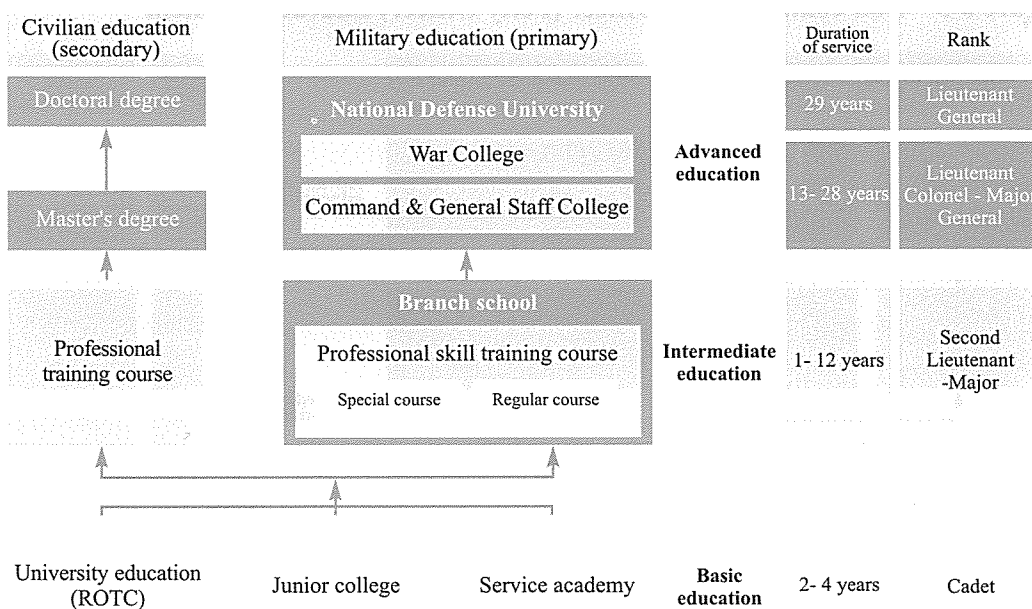 Civilian education
(secondary)
Military education (primary)
Duration
of service
Rank
Doctoral degree
National Defense University
29 years
Lieutenant
General
War College
Advanced
education
Master's degree
Command & General Staff College
13- 28 years
Lieutenant
Colonel - Major
General
Branch school
Professional
training course
Professional skill training course
Special course
Regular course
Intermediate
education
1- 12 years
Second
Lieutenant
-Major
University education
(ROTC)
Junior college
Service academy
Basic
education
2- 4 years
Cadet